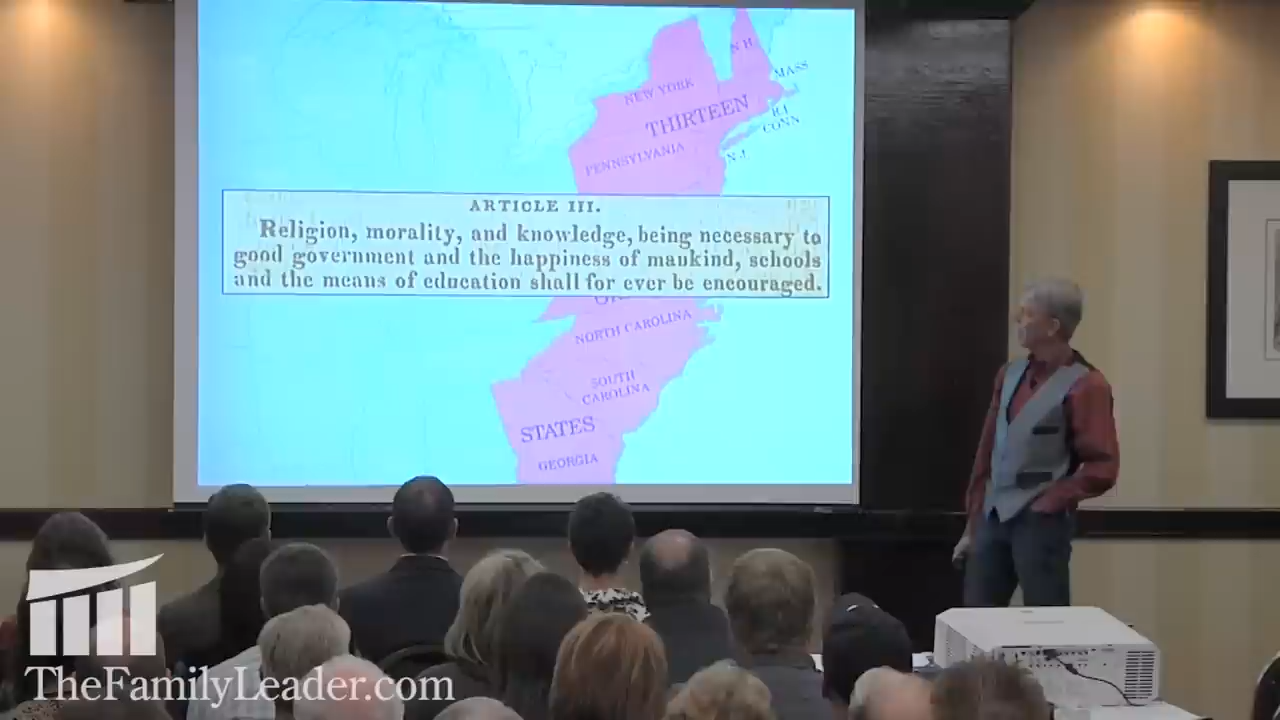 N H
MASS
NEW YORK
THIRTEEN
R.I
CONN
PENNSYLVANIA
N.J.
ARTICLE III.
Religion, morality, and knowledge, being necessary to
good government and the happiness of mankind, schools
and the means of education shall for ever be encouraged.
NORTH CAROLINA
SOUTH
CAROLINA
STATES
GEORGIA
TheFamilyLeader.com